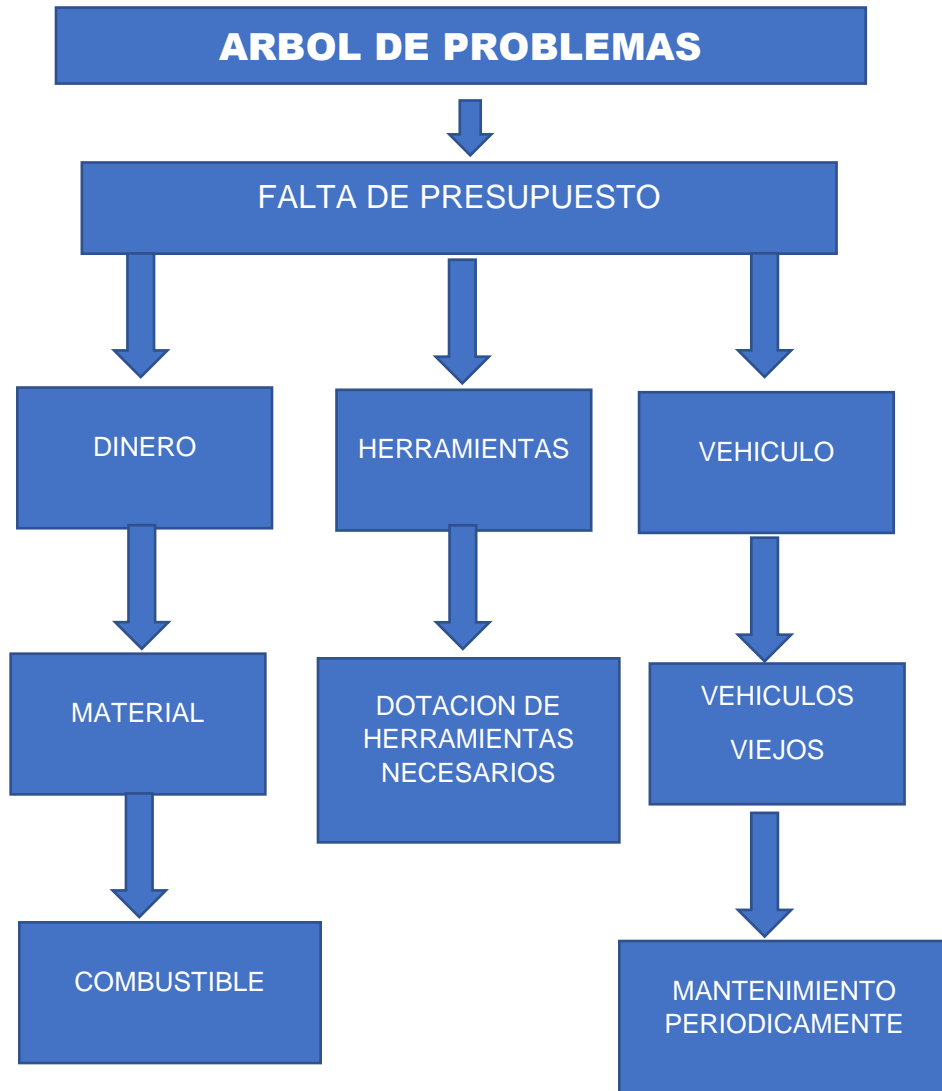 ARBOL DE PROBLEMAS
FALTA DE PRESUPUESTO
DINERO
HERRAMIENTAS
VEHICULO
MATERIAL
DOTACION DE
HERRAMIENTAS
NECESARIOS
VEHICULOS
VIEJOS
COMBUSTIBLE
MANTENIMIENTO
PERIODICAMENTE